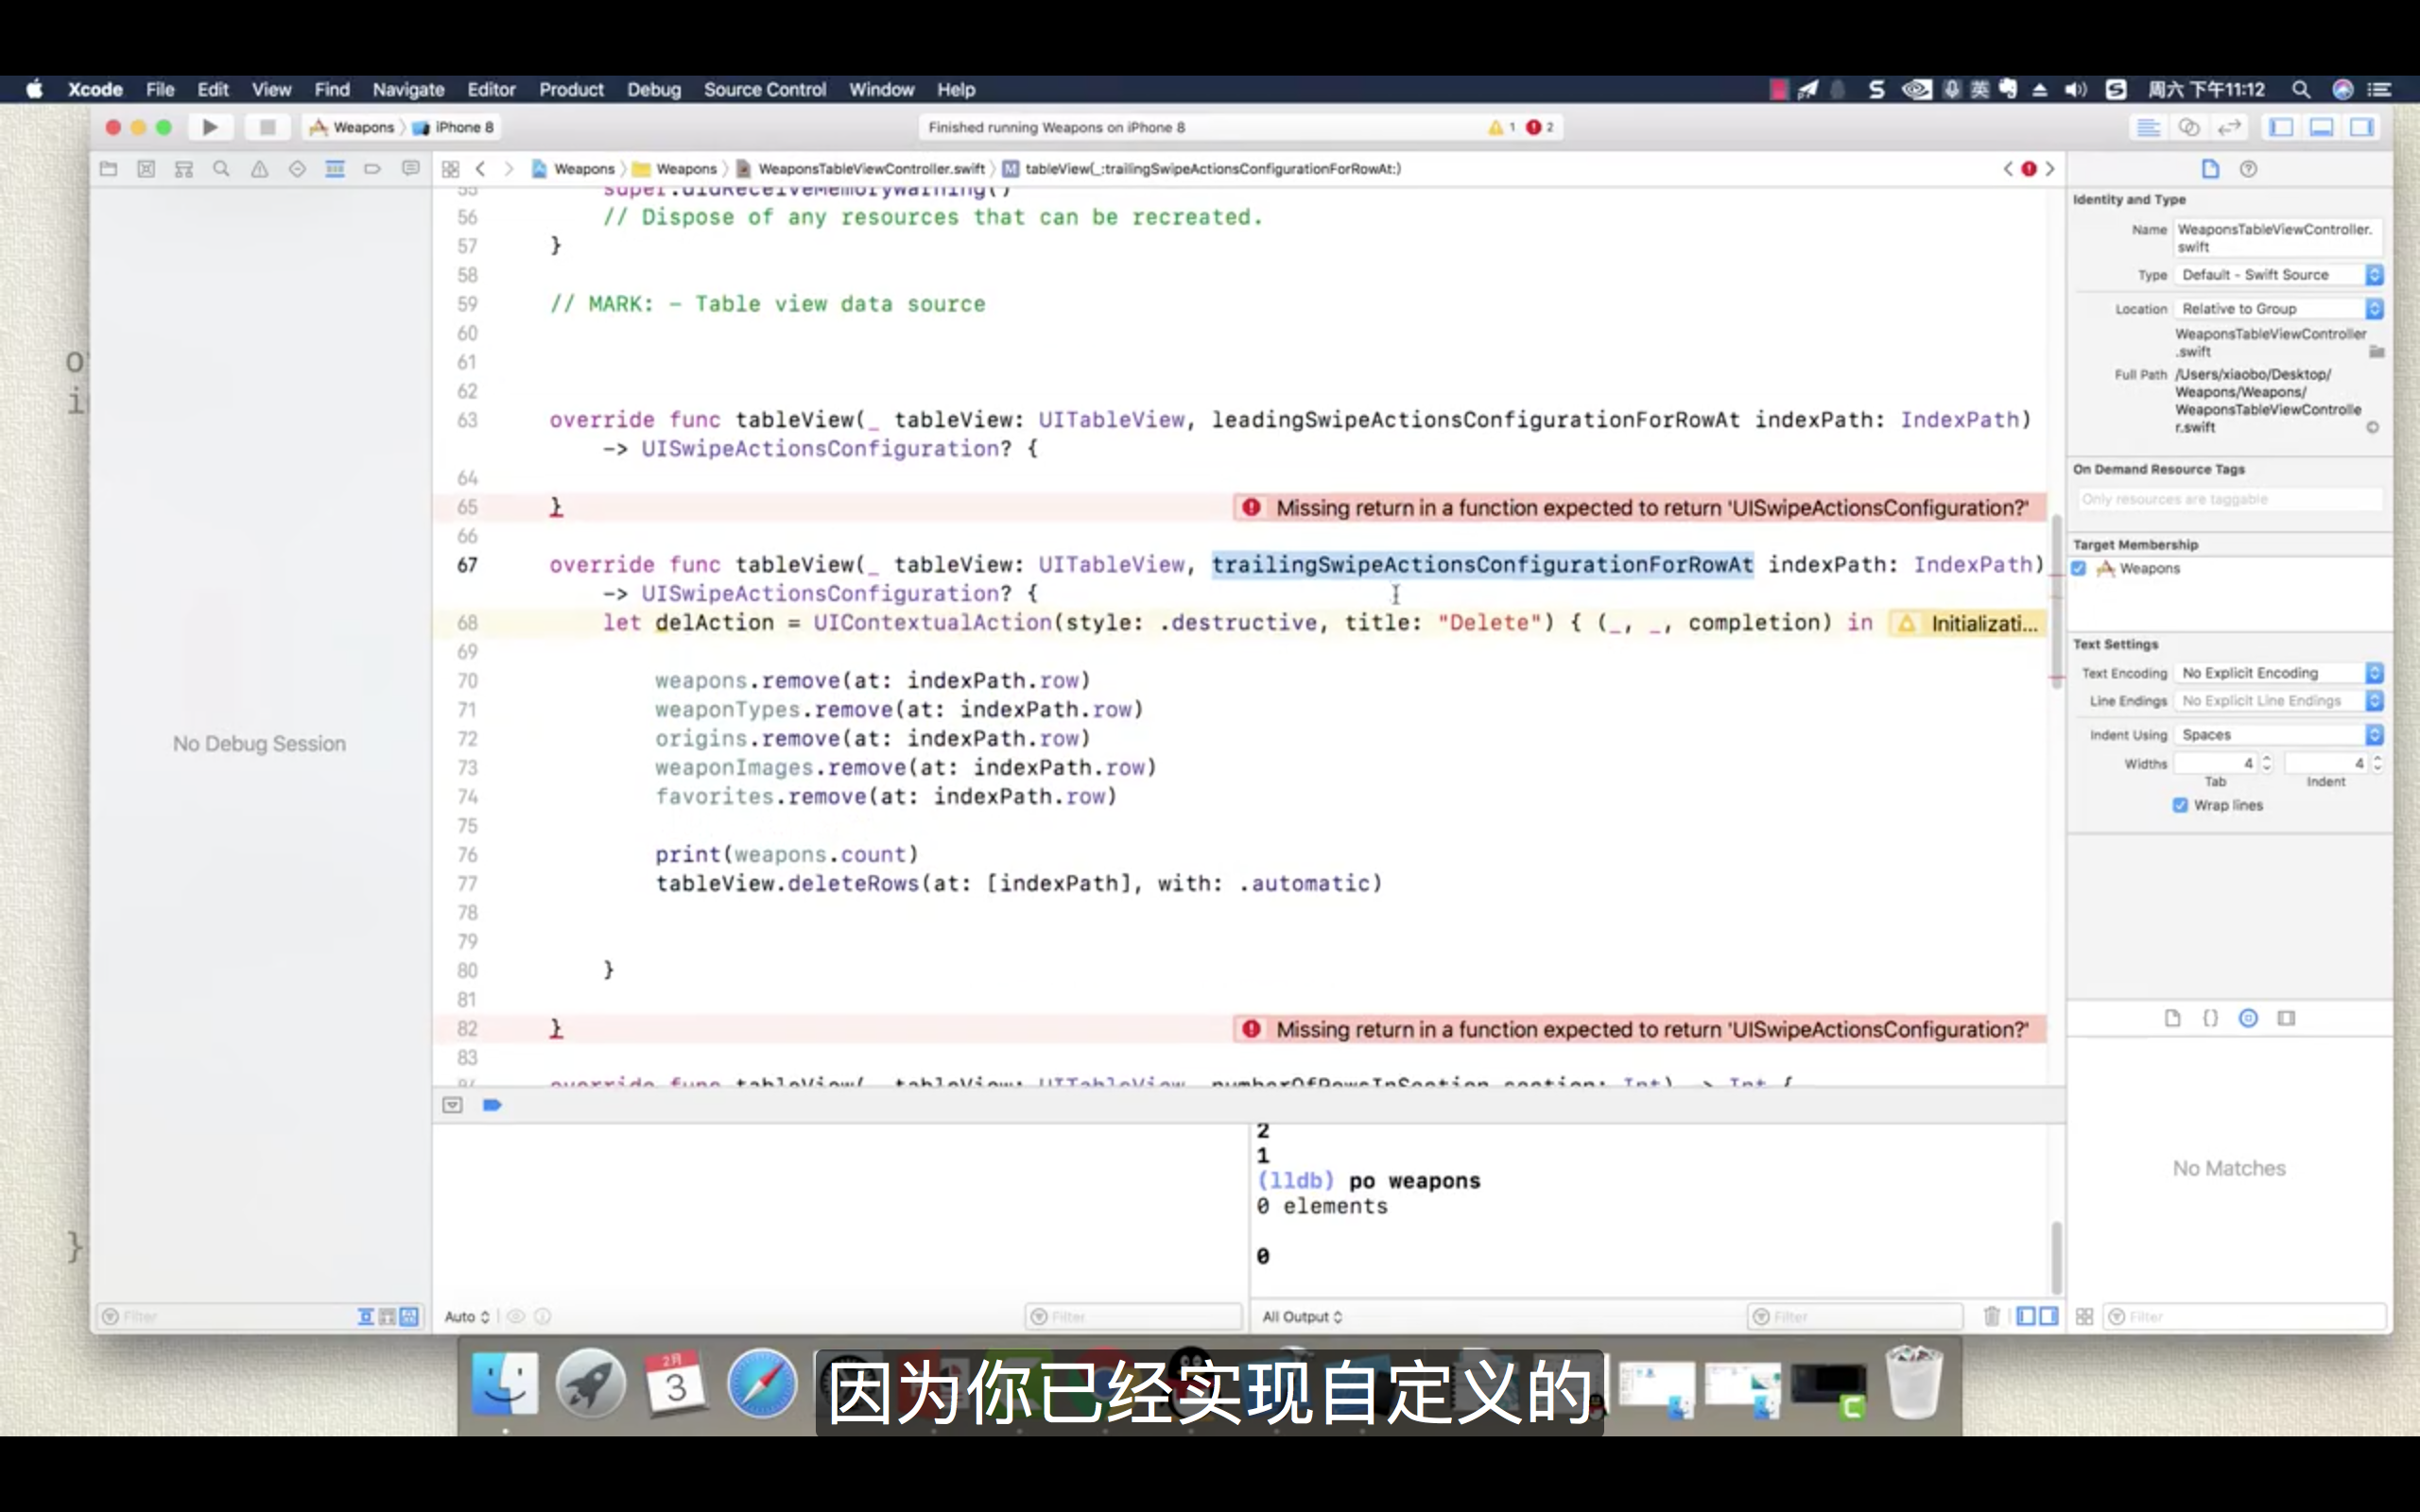 Xcode File Edit View Find Navigate Editor Product Debug Source Control Window Help
英 周六 下午11:12
Weapons iPhone 8
Finished running Weapons on iPhone 8
1 2
Weapons Weapons WeaponsTableViewController.swift M tableView(_:trailingSwipeActionsConfigurationForRowAt:)
55 super.didReceiveMemoryWarning()
56 // Dispose of any resources that can be recreated.
57 }
58
59 // MARK: - Table view data source
60
61
62
63 override func tableView(_ tableView: UITableView, leadingSwipeActionsConfigurationForRowAt indexPath: IndexPath)
-> UISwipeActionsConfiguration? {
64
65 } Missing return in a function expected to return 'UISwipeActionsConfiguration?'
66
67 override func tableView(_ tableView: UITableView, trailingSwipeActionsConfigurationForRowAt indexPath: IndexPath)
-> UISwipeActionsConfiguration? {
68 let delAction = UIContextualAction(style: .destructive, title: "Delete") { (_, _, completion) in Initializati...
69
70 weapons.remove(at: indexPath.row)
71 weaponTypes.remove(at: indexPath.row)
72 origins.remove(at: indexPath.row)
73 weaponImages.remove(at: indexPath.row)
74 favorites.remove(at: indexPath.row)
75
76 print(weapons.count)
77 tableView.deleteRows(at: [indexPath], with: .automatic)
78
79
80 }
81
82 } Missing return in a function expected to return 'UISwipeActionsConfiguration?'
83
84 override func tableView(_ tableView: UITableView, numberOfRowsInSection section: Int) -> Int {
No Debug Session
2
1
(lldb) po weapons
0 elements
0
Filter
Auto
Filter
All Output
Filter
Identity and Type
Name WeaponsTableViewController.
swift
Type Default - Swift Source
Location Relative to Group
WeaponsTableViewController
.swift
Full Path /Users/xiaobo/Desktop/
Weapons/Weapons/
WeaponsTableViewControlle
r.swift
On Demand Resource Tags
Only resources are taggable
Target Membership
Weapons
Text Settings
Text Encoding No Explicit Encoding
Line Endings No Explicit Line Endings
Indent Using Spaces
Widths 4 4
Tab Indent
Wrap lines
No Matches
Filter
2月
3
因为你已经实现自定义的